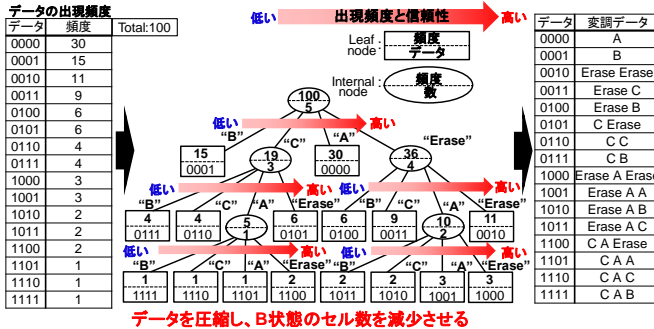 データの出現頻度
データ 頻度 Total:100
0000 30
0001 15
0010 11
0011 9
0100 6
0101 6
0110 4
0111 4
1000 3
1001 3
1010 2
1011 2
1100 2
1101 1
1110 1
1111 1
低い 出現頻度と信頼性 高い
Leaf node: 頻度 データ
Internal node: 頻度 数
100
5
低い 高い
"B" "C" "A" "Erase"
15
0001
19
3
30
0000
36
4
低い 高い 低い 高い
"B" "C" "A" "Erase" "B" "C" "A" "Erase"
4
0111
4
0110
5
1
6
0101
6
0100
9
0011
10
2
11
0010
低い 高い 低い 高い
"B" "C" "A" "Erase" "B" "C" "A" "Erase"
1
1111
1
1110
1
1101
2
1100
2
1011
2
1010
3
1001
3
1000
データを圧縮し、B状態のセル数を減少させる
データ 変調データ
0000 A
0001 B
0010 Erase Erase
0011 Erase C
0100 Erase B
0101 C Erase
0110 C C
0111 C B
1000 Erase A Erase
1001 Erase A A
1010 Erase A B
1011 Erase A C
1100 C A Erase
1101 C A A
1110 C A C
1111 C A B